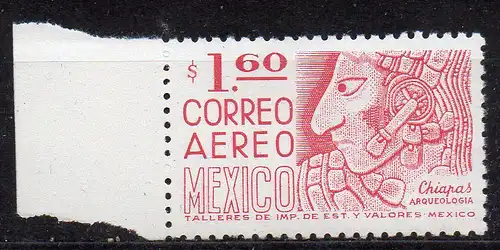 $1.60
CORREO
AEREO
MEXICO
Chiapas
ARQUEOLOGIA
TALLERES DE IMP. DE EST. Y VALORES-MEXICO